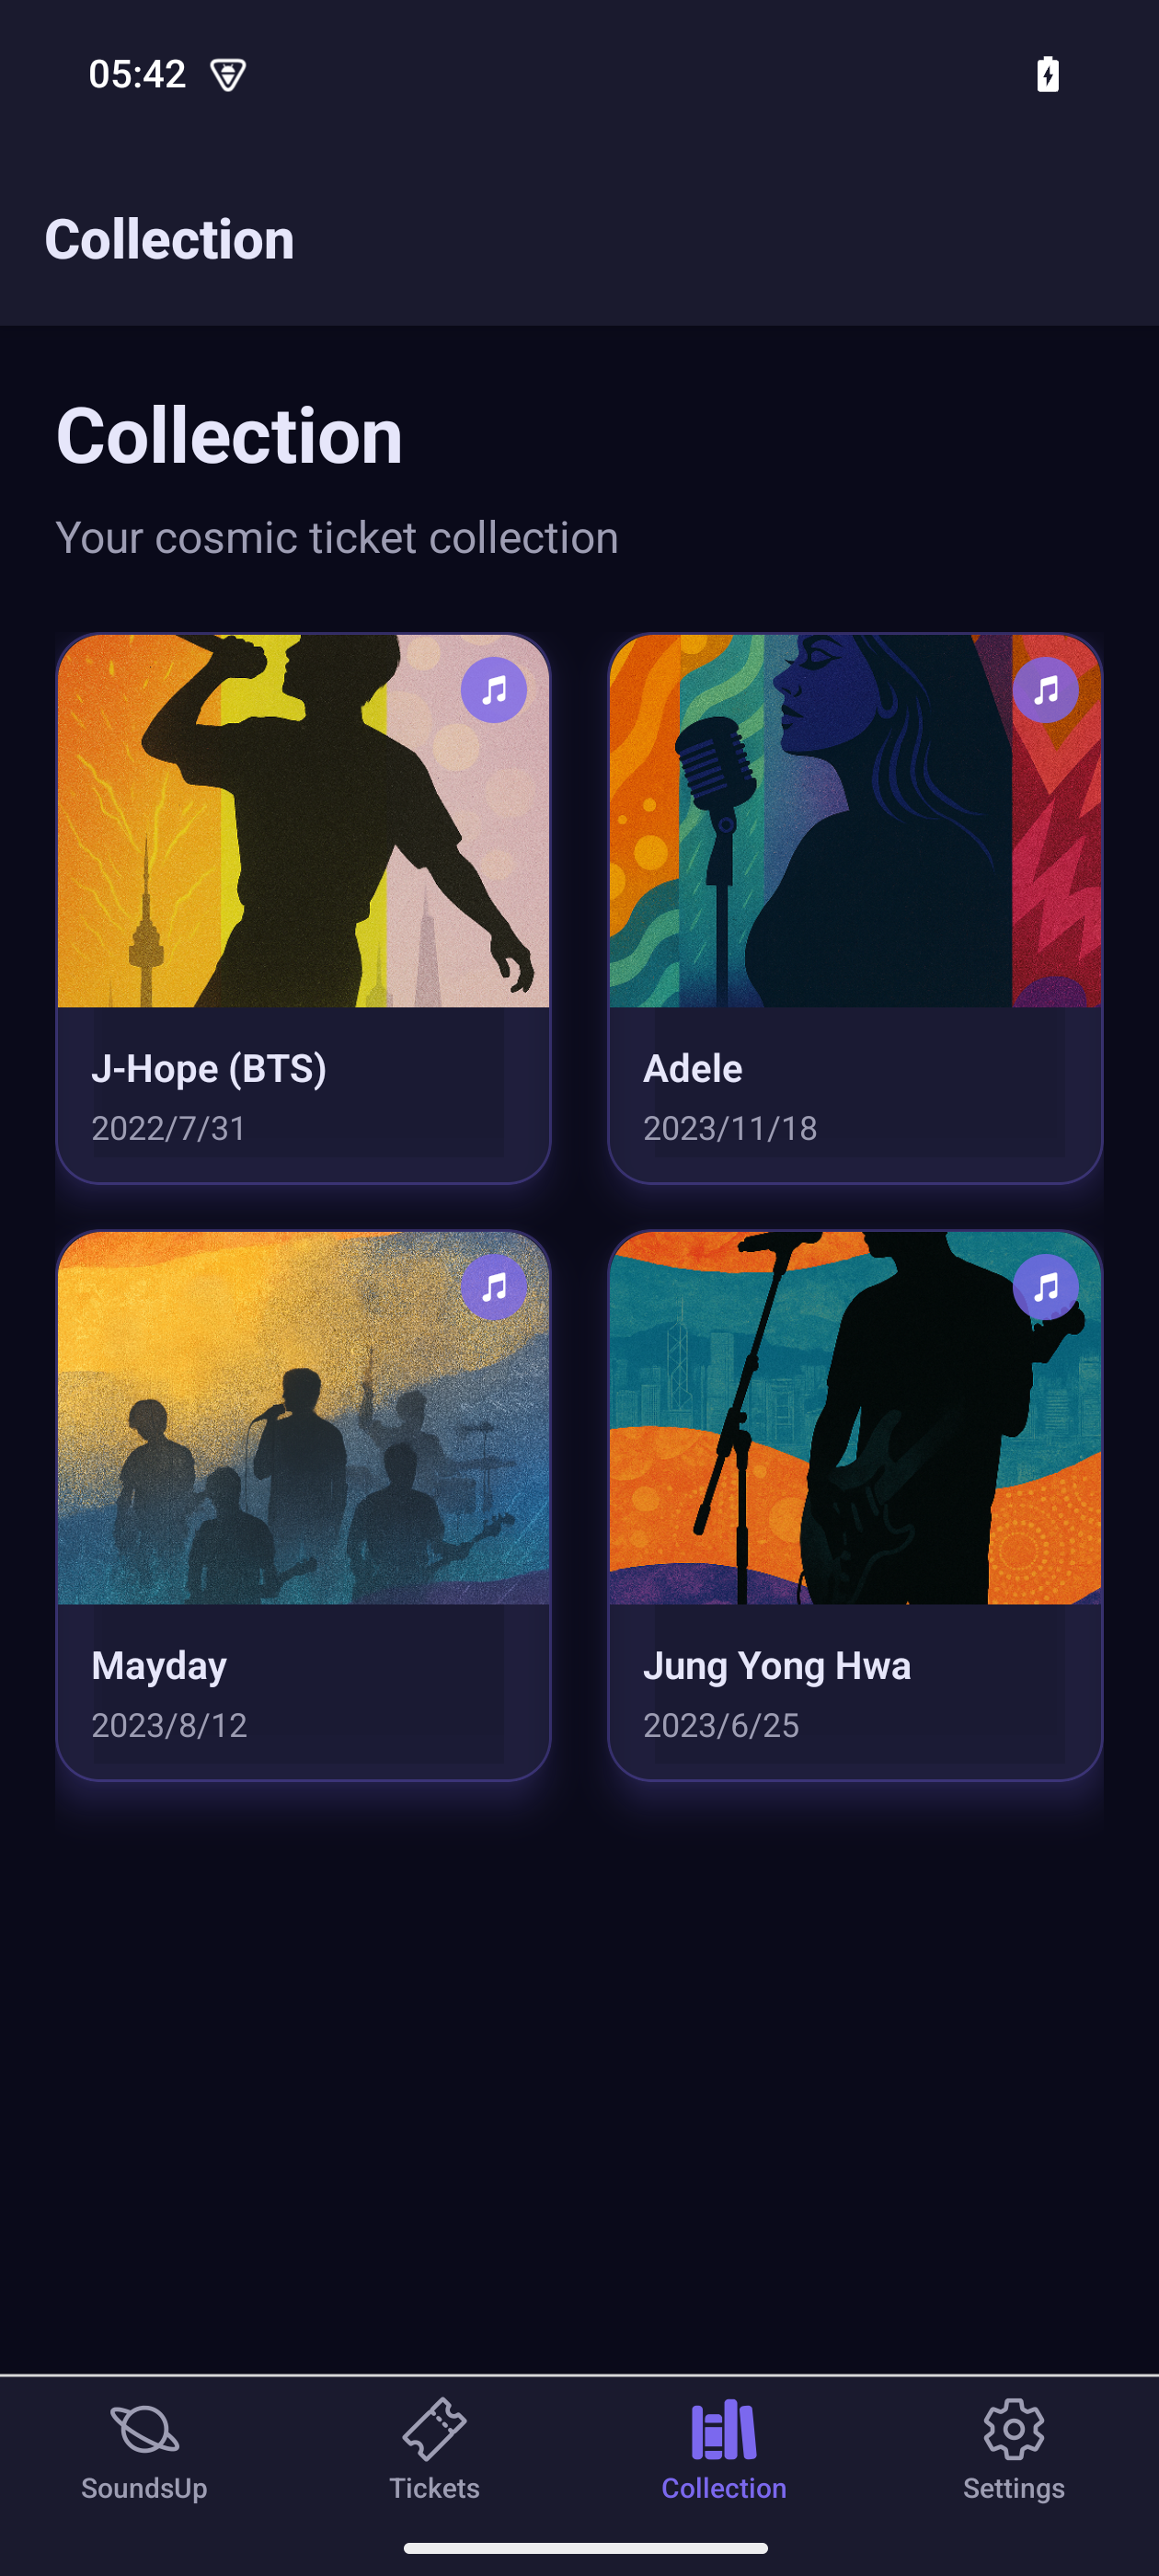 05:42
Collection
Collection
Your cosmic ticket collection
J-Hope (BTS)
2022/7/31
Adele
2023/11/18
Mayday
2023/8/12
Jung Yong Hwa
2023/6/25
SoundsUp
Tickets
Collection
Settings